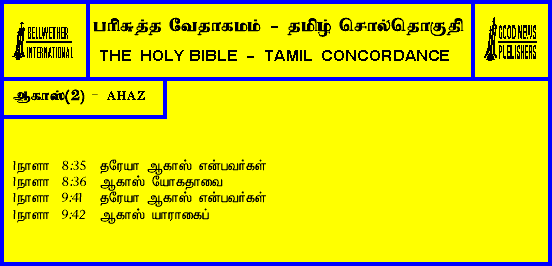 BELLWETHER
INTERNATIONAL
பரிசுத்த வேதாகமம் - தமிழ் சொல்தொகுதி
THE HOLY BIBLE - TAMIL CONCORDANCE
GOOD NEWS
PUBLISHERS
ஆகாஸ்(2) - AHAZ
1நாளா 8:35 தரேயா ஆகாஸ் என்பவர்கள்
1நாளா 8:36 ஆகாஸ் யோகதாவை
1நாளா 9:41 தரேயா ஆகாஸ் என்பவர்கள்
1நாளா 9:42 ஆகாஸ் யாராகைப்